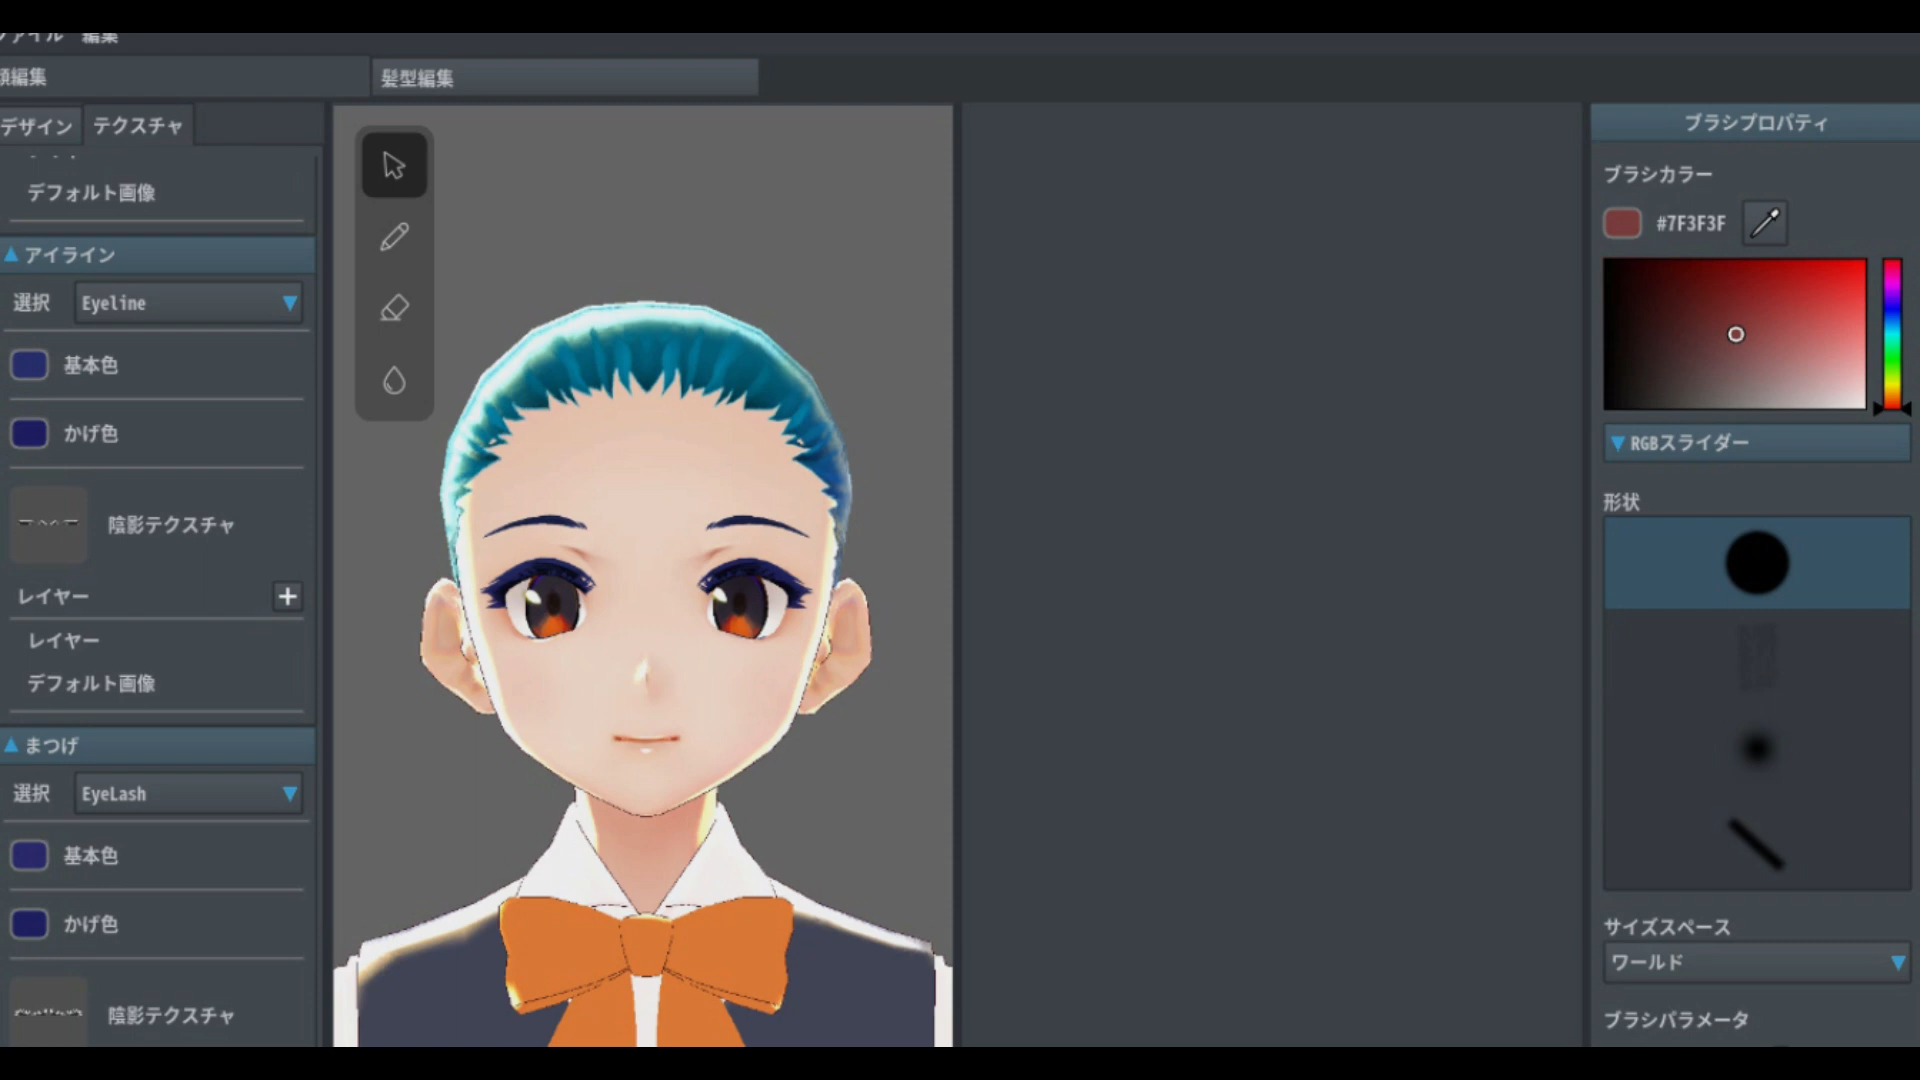 ファイル 編集
顔編集
髪型編集
デザイン テクスチャ
デフォルト画像
アイライン
選択 Eyeline
基本色
かげ色
陰影テクスチャ
レイヤー
レイヤー
デフォルト画像
まつげ
選択 EyeLash
基本色
かげ色
陰影テクスチャ
ブラシプロパティ
ブラシカラー
#7F3F3F
RGBスライダー
形状
サイズスペース
ワールド
ブラシパラメータ